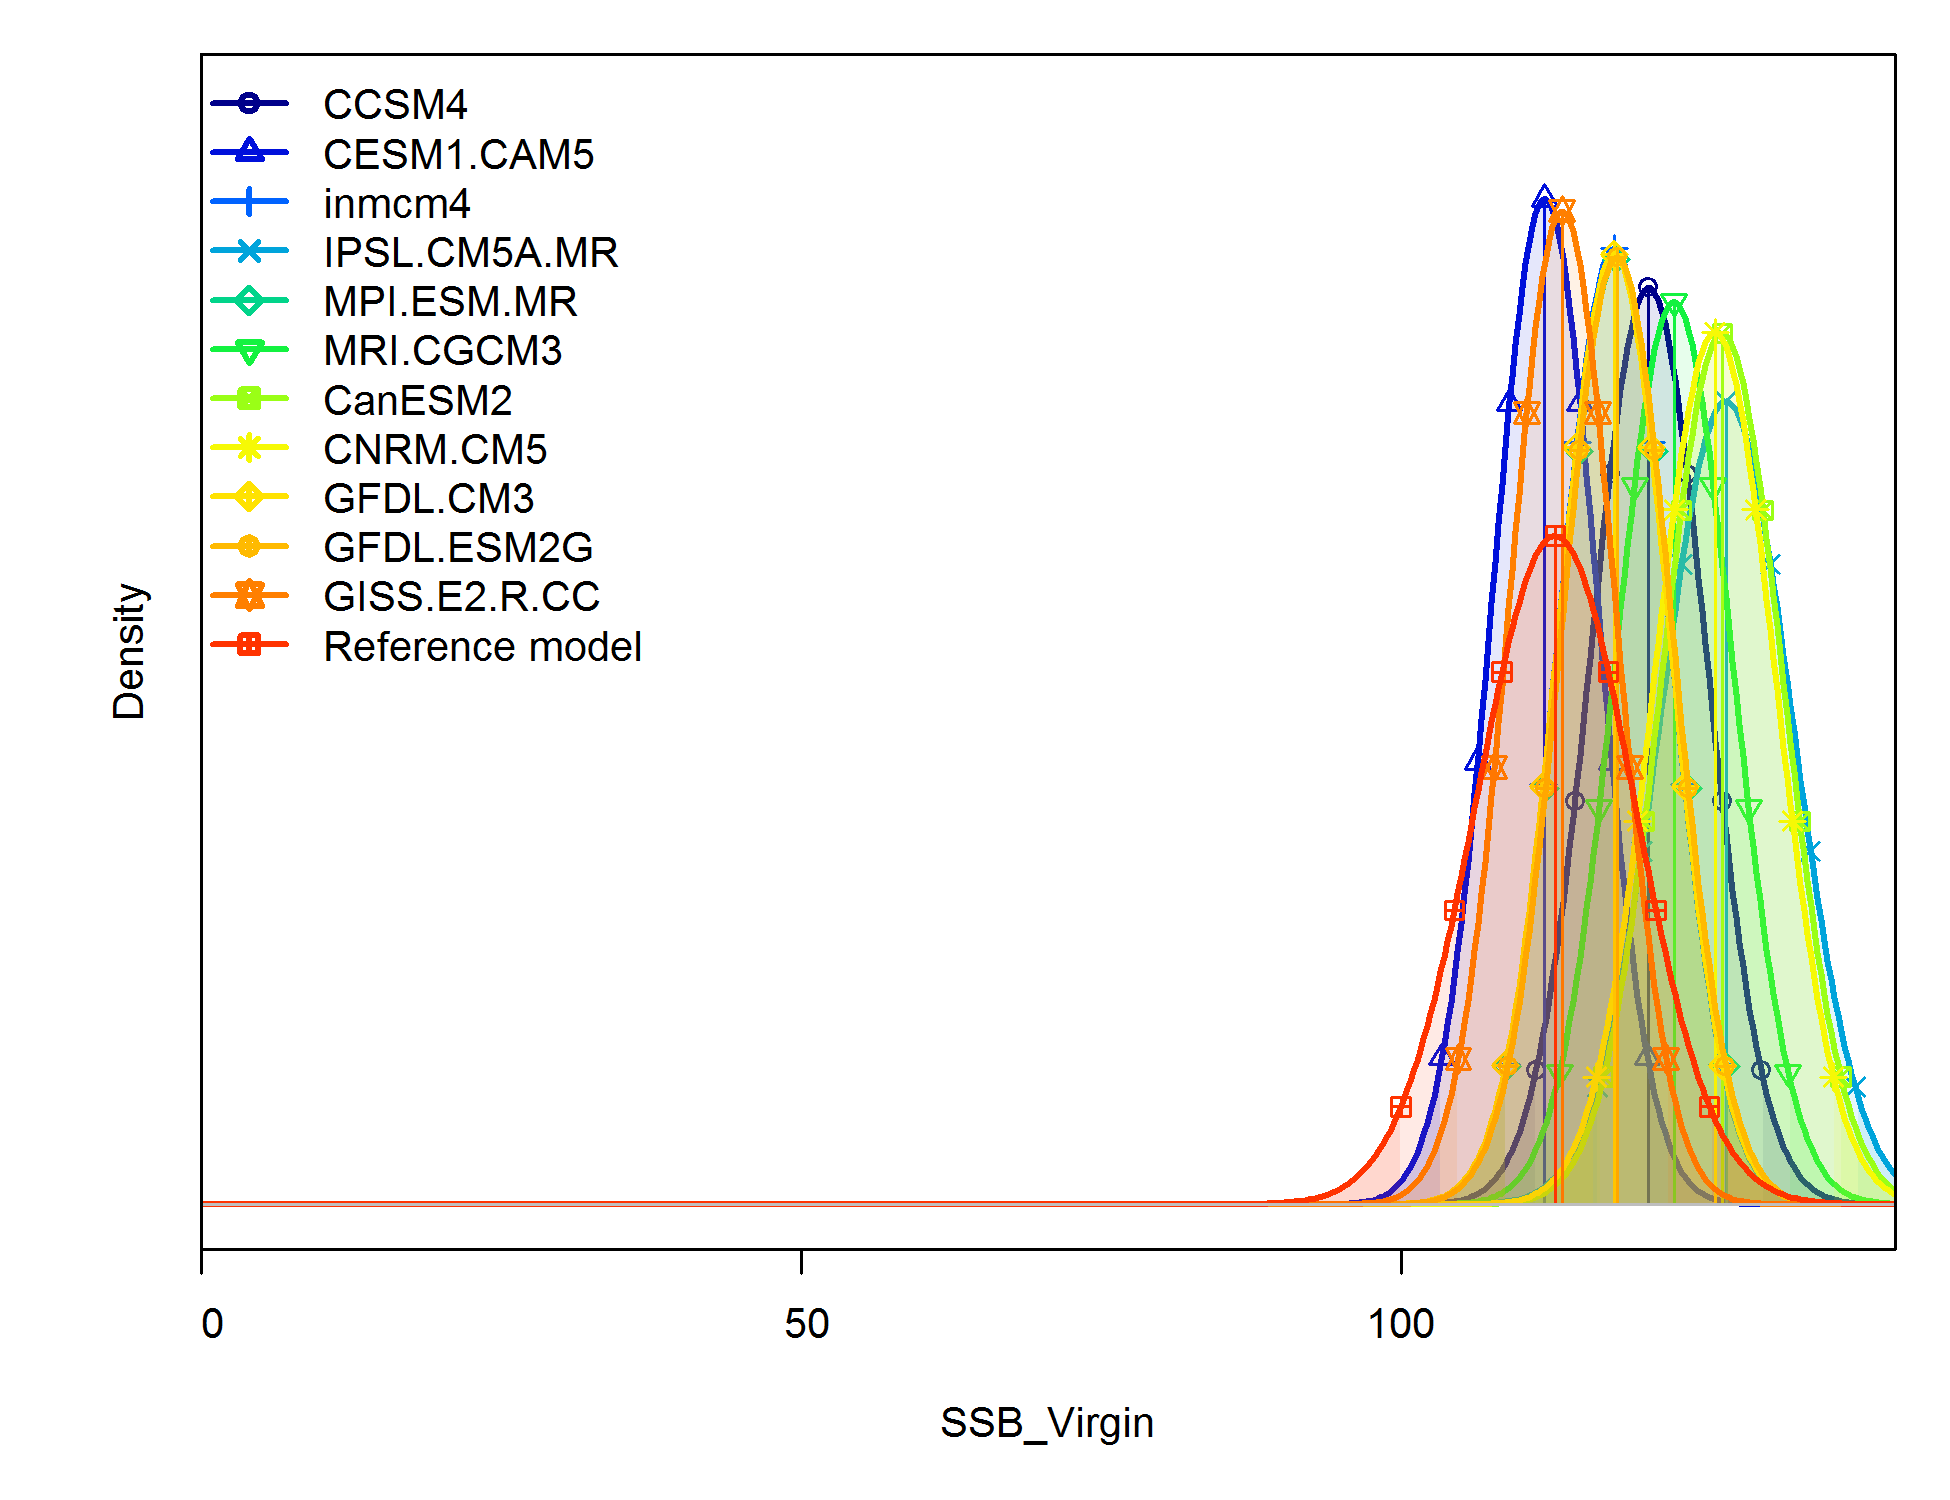 CCSM4
CESM1.CAM5
inmcm4
IPSL.CM5A.MR
MPI.ESM.MR
MRI.CGCM3
CanESM2
CNRM.CM5
GFDL.CM3
GFDL.ESM2G
GISS.E2.R.CC
Reference model
Density
0 50 100
SSB_Virgin